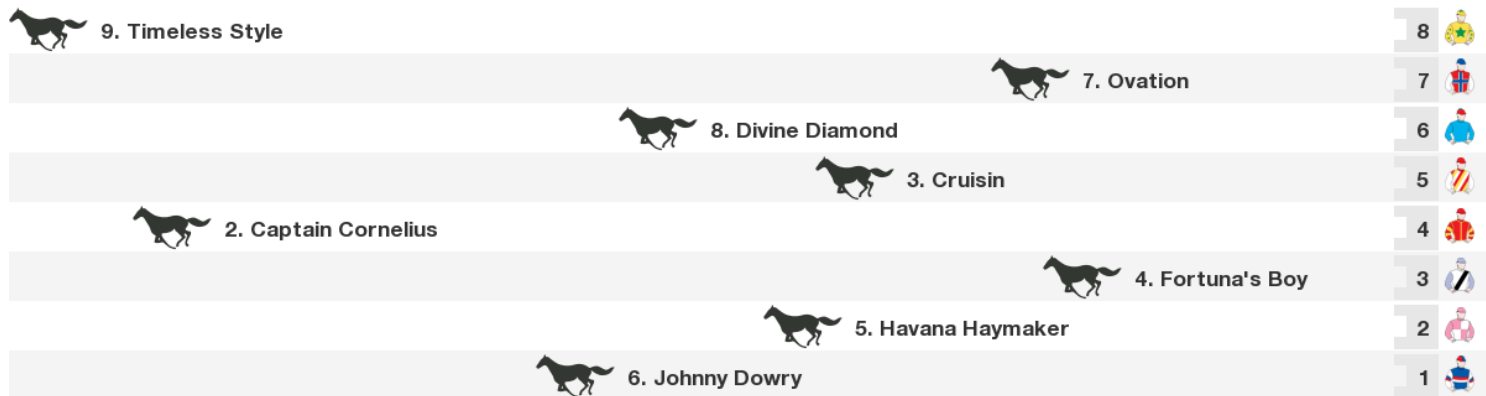 9. Timeless Style 8
7. Ovation 7
8. Divine Diamond 6
3. Cruisin 5
2. Captain Cornelius 4
4. Fortuna's Boy 3
5. Havana Haymaker 2
6. Johnny Dowry 1